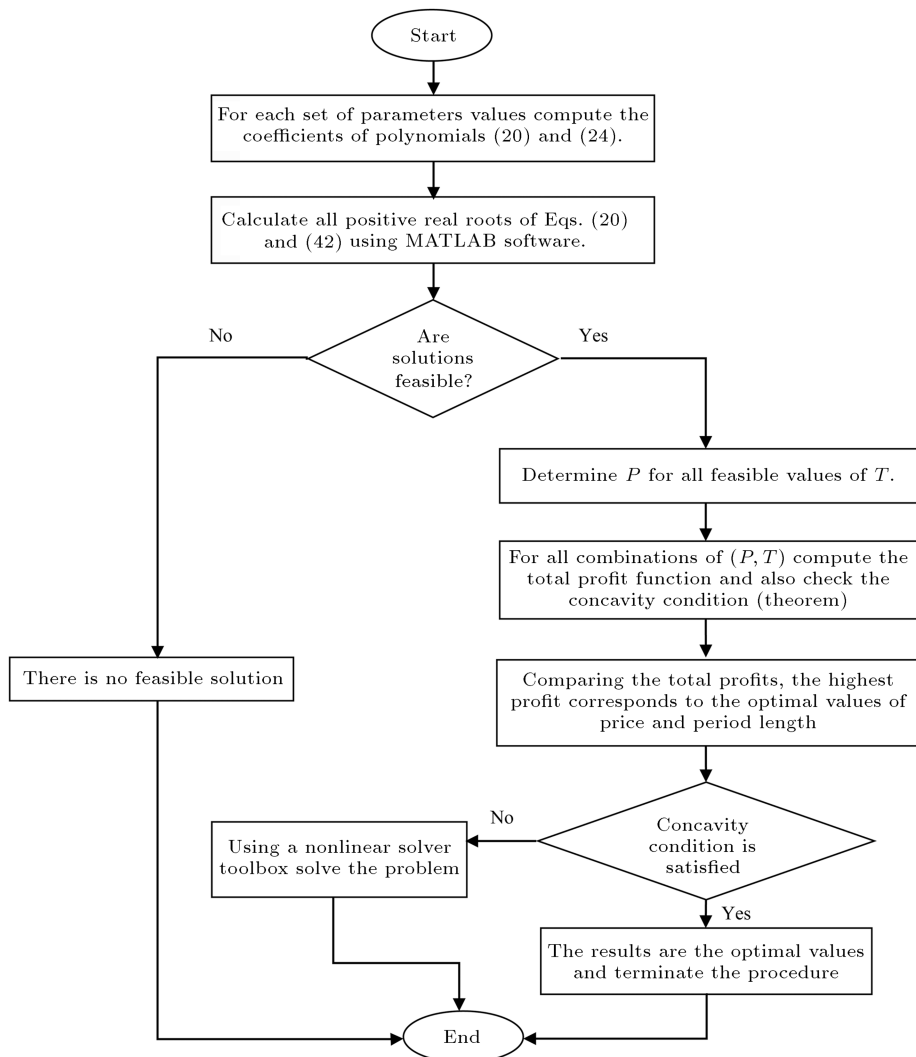 Start
For each set of parameters values compute the
coefficients of polynomials (20) and (24).
Calculate all positive real roots of Eqs. (20)
and (42) using MATLAB software.
No
Are
solutions
feasible?
Yes
Determine P for all feasible values of T.
For all combinations of (P, T) compute the
total profit function and also check the
concavity condition (theorem)
There is no feasible solution
Comparing the total profits, the highest
profit corresponds to the optimal values of
price and period length
No
Using a nonlinear solver
toolbox solve the problem
Concavity
condition is
satisfied
Yes
The results are the optimal values
and terminate the procedure
End